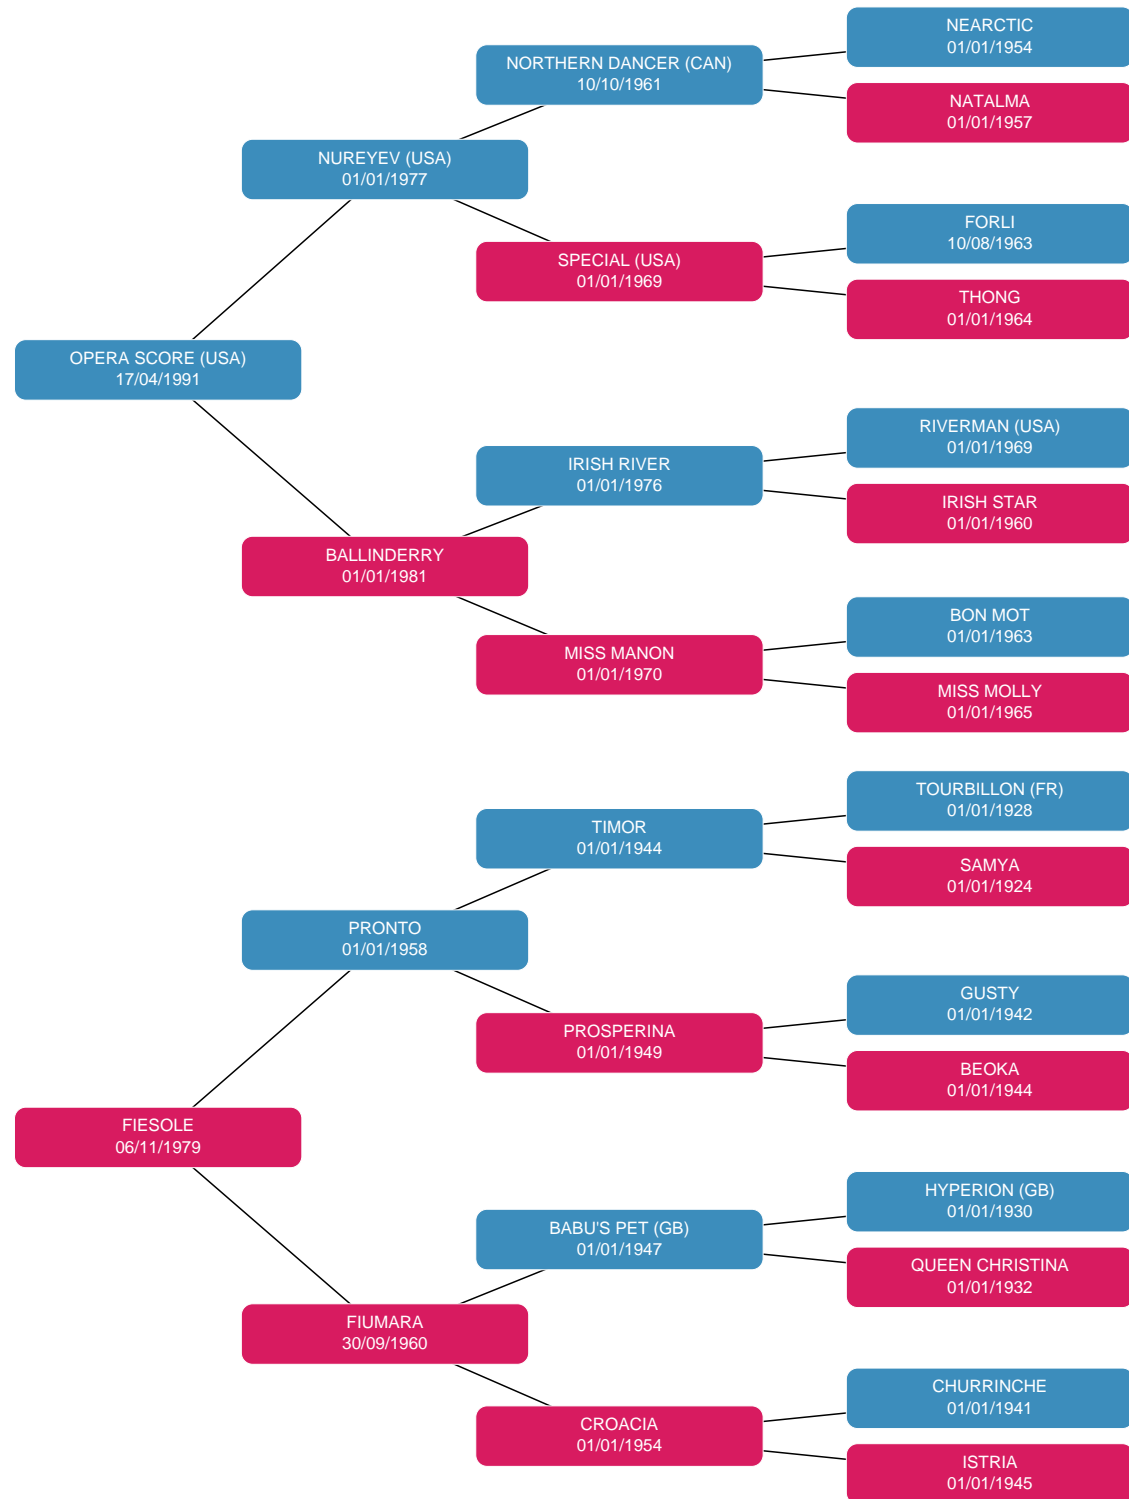 NEARCTIC
01/01/1954
NORTHERN DANCER (CAN)
10/10/1961
NATALMA
01/01/1957
NUREYEV (USA)
01/01/1977
FORLI
10/08/1963
SPECIAL (USA)
01/01/1969
THONG
01/01/1964
OPERA SCORE (USA)
17/04/1991
RIVERMAN (USA)
01/01/1969
IRISH RIVER
01/01/1976
IRISH STAR
01/01/1960
BALLINDERRY
01/01/1981
BON MOT
01/01/1963
MISS MANON
01/01/1970
MISS MOLLY
01/01/1965
TOURBILLON (FR)
01/01/1928
TIMOR
01/01/1944
SAMYA
01/01/1924
PRONTO
01/01/1958
GUSTY
01/01/1942
PROSPERINA
01/01/1949
BEOKA
01/01/1944
FIESOLE
06/11/1979
HYPERION (GB)
01/01/1930
BABU'S PET (GB)
01/01/1947
QUEEN CHRISTINA
01/01/1932
FIUMARA
30/09/1960
CHURRINCHE
01/01/1941
CROACIA
01/01/1954
ISTRIA
01/01/1945